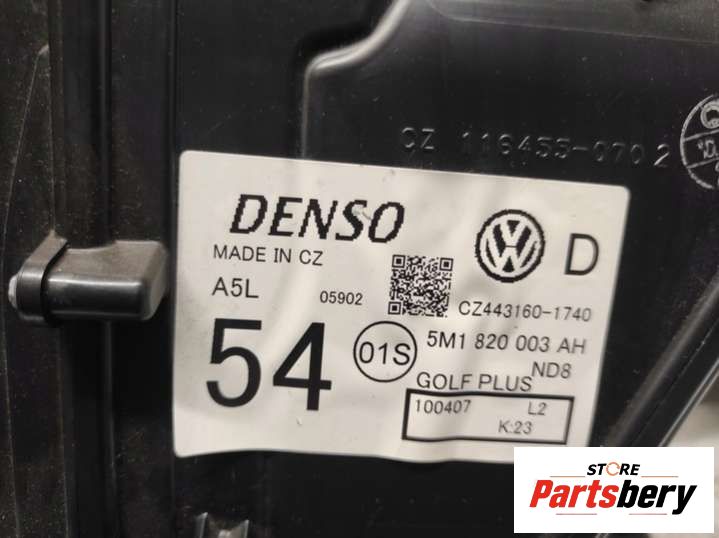 CZ 116455-0702
DENSO
MADE IN CZ
D
A5L
05902
CZ443160-1740
54
01S
5M1 820 003 AH
ND8
GOLF PLUS
100407 L2
K:23
STORE
Partsbery